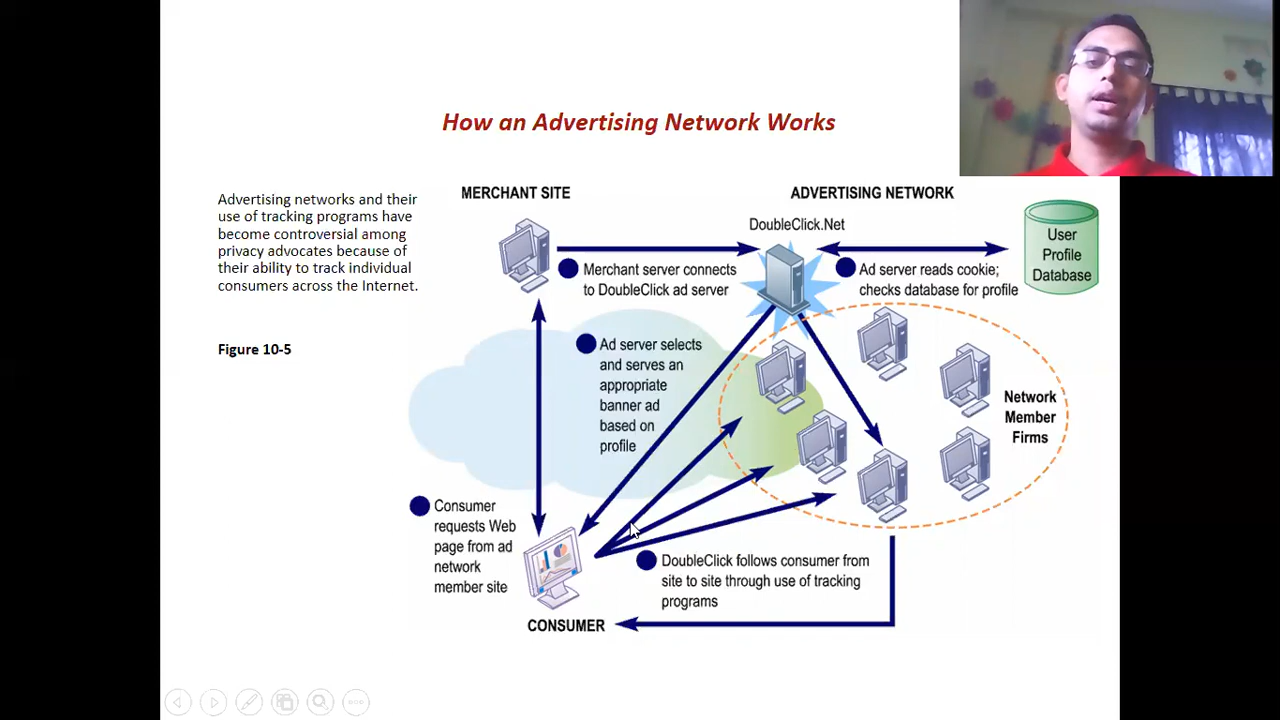 How an Advertising Network Works
Advertising networks and their
use of tracking programs have
become controversial among
privacy advocates because of
their ability to track individual
consumers across the Internet.
Figure 10-5
MERCHANT SITE
ADVERTISING NETWORK
DoubleClick.Net
User
Profile
Database
Merchant server connects
to DoubleClick ad server
Ad server reads cookie;
checks database for profile
Ad server selects
and serves an
appropriate
banner ad
based on
profile
Network
Member
Firms
Consumer
requests Web
page from ad
network
member site
DoubleClick follows consumer from
site to site through use of tracking
programs
CONSUMER